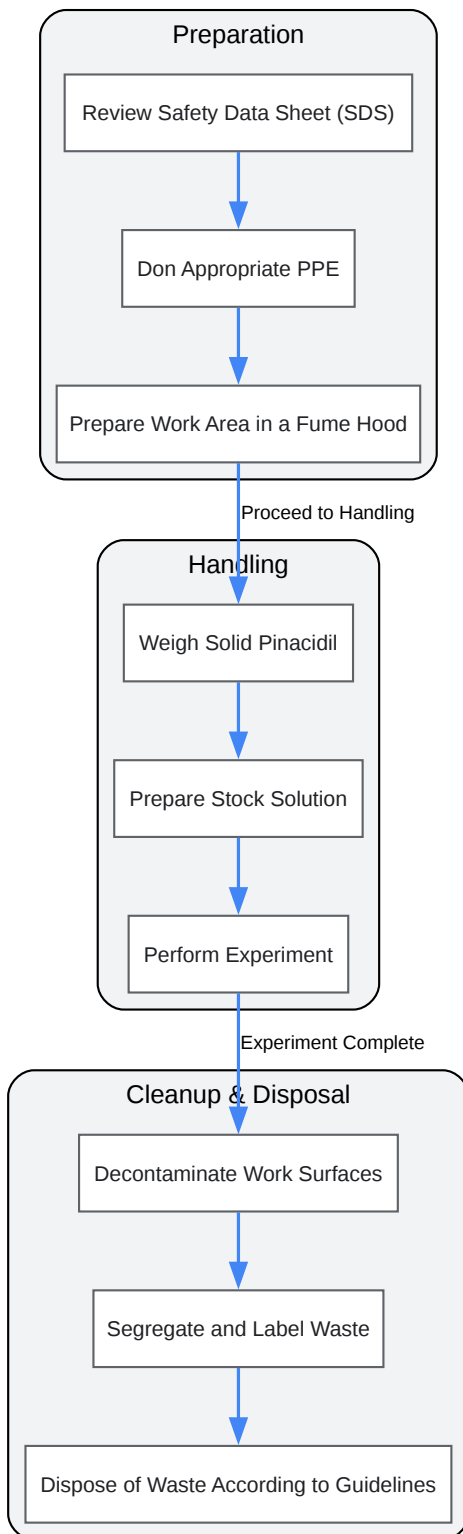 Preparation
Review Safety Data Sheet (SDS)
Don Appropriate PPE
Prepare Work Area in a Fume Hood
Proceed to Handling
Handling
Weigh Solid Pinacidil
Prepare Stock Solution
Perform Experiment
Experiment Complete
Cleanup & Disposal
Decontaminate Work Surfaces
Segregate and Label Waste
Dispose of Waste According to Guidelines